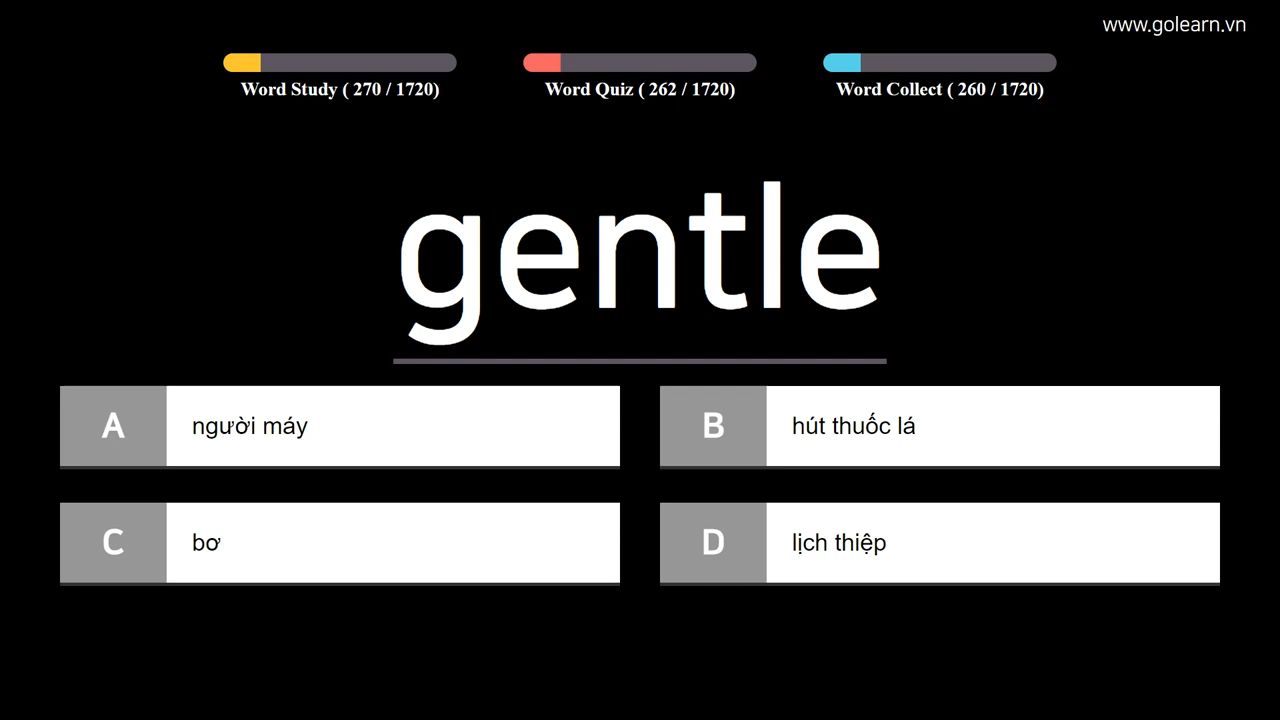 www.golearn.vn
Word Study ( 270 / 1720)
Word Quiz ( 262 / 1720)
Word Collect ( 260 / 1720)
gentle
A người máy
B hút thuốc lá
C bơ
D lịch thiệp